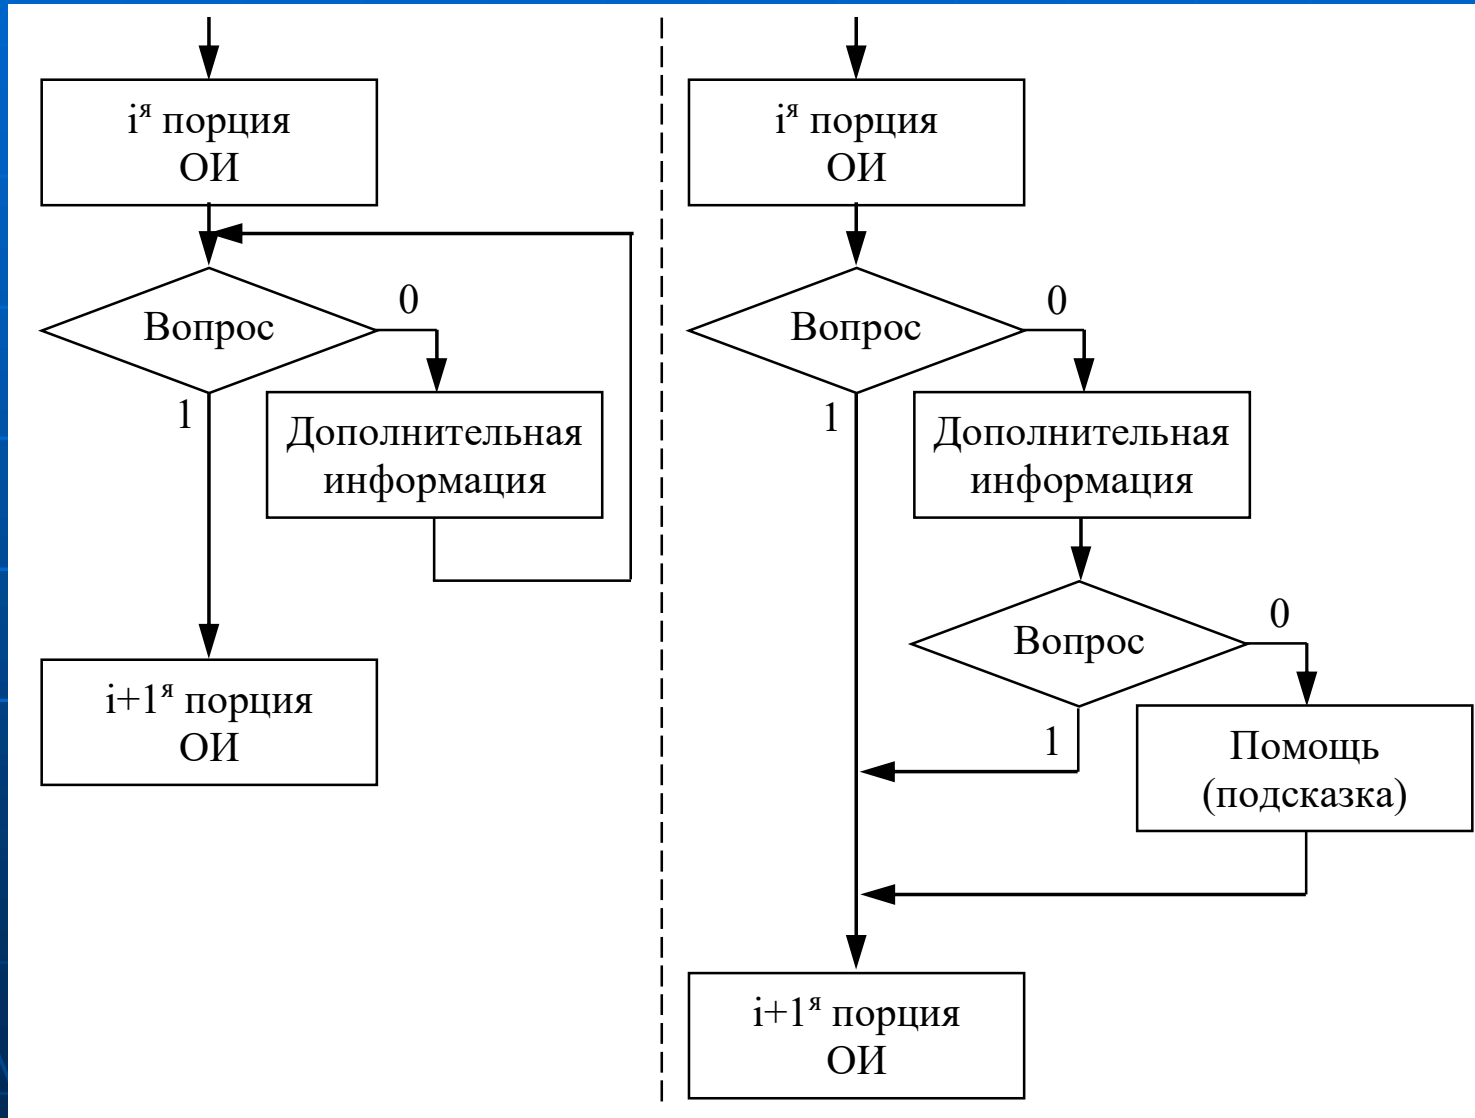 iя порция
ОИ
Вопрос
0
1
Дополнительная
информация
i+1я порция
ОИ
iя порция
ОИ
Вопрос
0
1
Дополнительная
информация
Вопрос
0
1
Помощь
(подсказка)
i+1я порция
ОИ